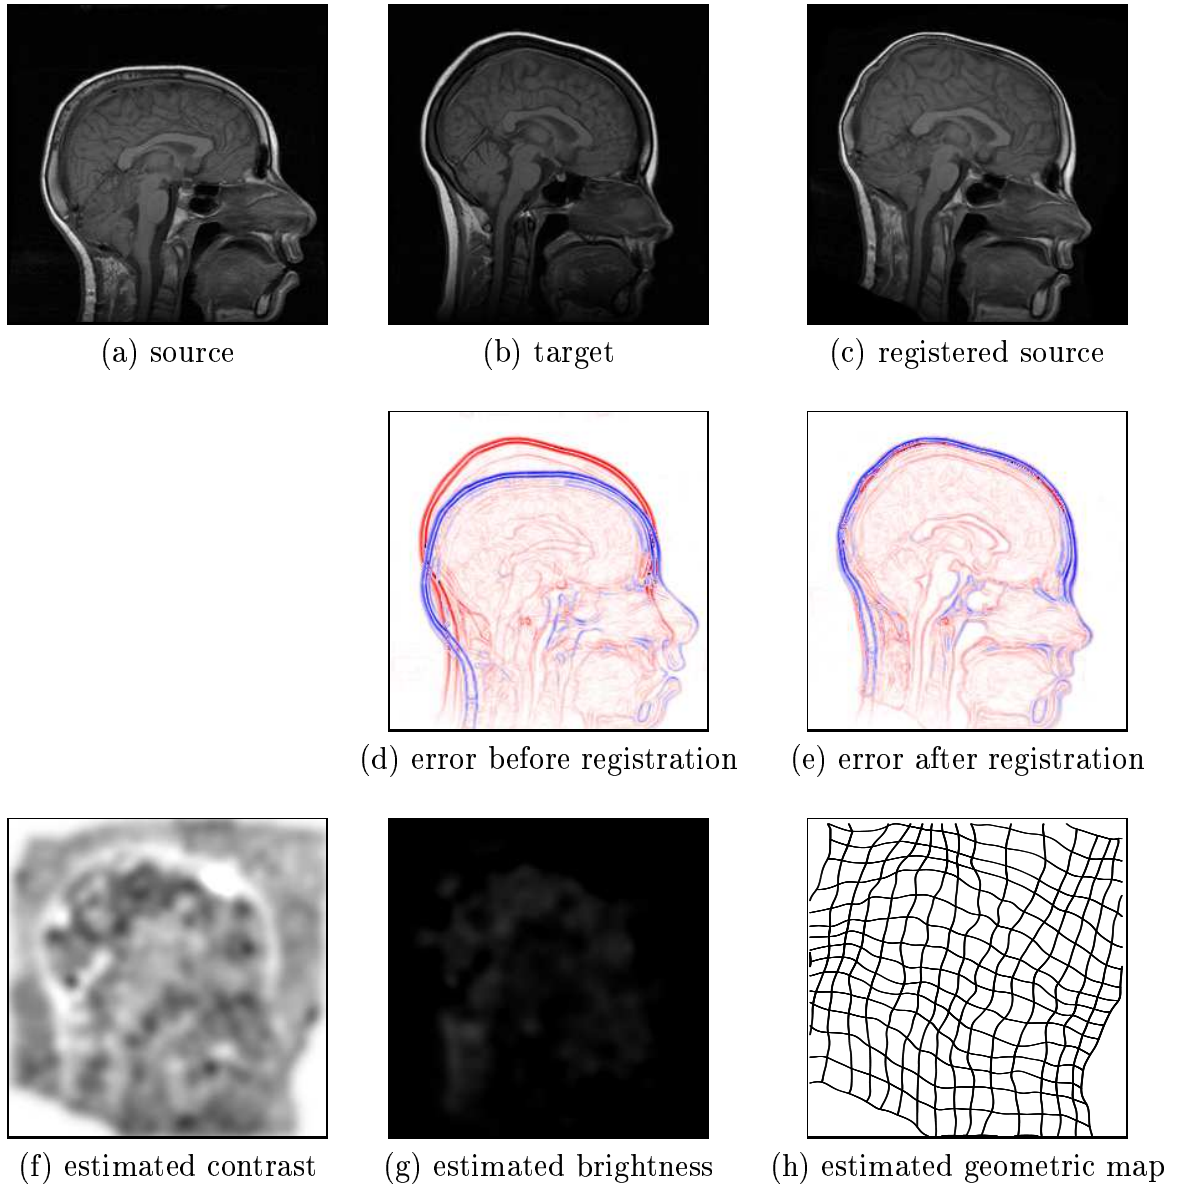 (a) source
(b) target
(c) registered source
(d) error before registration
(e) error after registration
(f) estimated contrast
(g) estimated brightness
(h) estimated geometric map